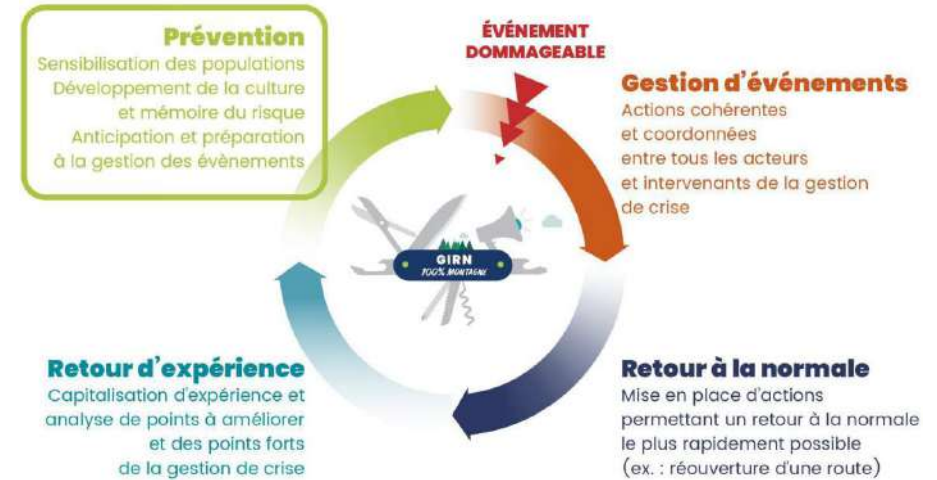 Prévention
Sensibilisation des populations
Développement de la culture
et mémoire du risque
Anticipation et préparation
à la gestion des évènements
ÉVÉNEMENT
DOMMAGEABLE
Gestion d'événements
Actions cohérentes
et coordonnées
entre tous les acteurs
et intervenants de la gestion
de crise
GIRN
100% MONTAGNE
Retour d'expérience
Capitalisation d'expérience et
analyse de points à améliorer
et des points forts
de la gestion de crise
Retour à la normale
Mise en place d'actions
permettant un retour à la normale
le plus rapidement possible
(ex. : réouverture d'une route)